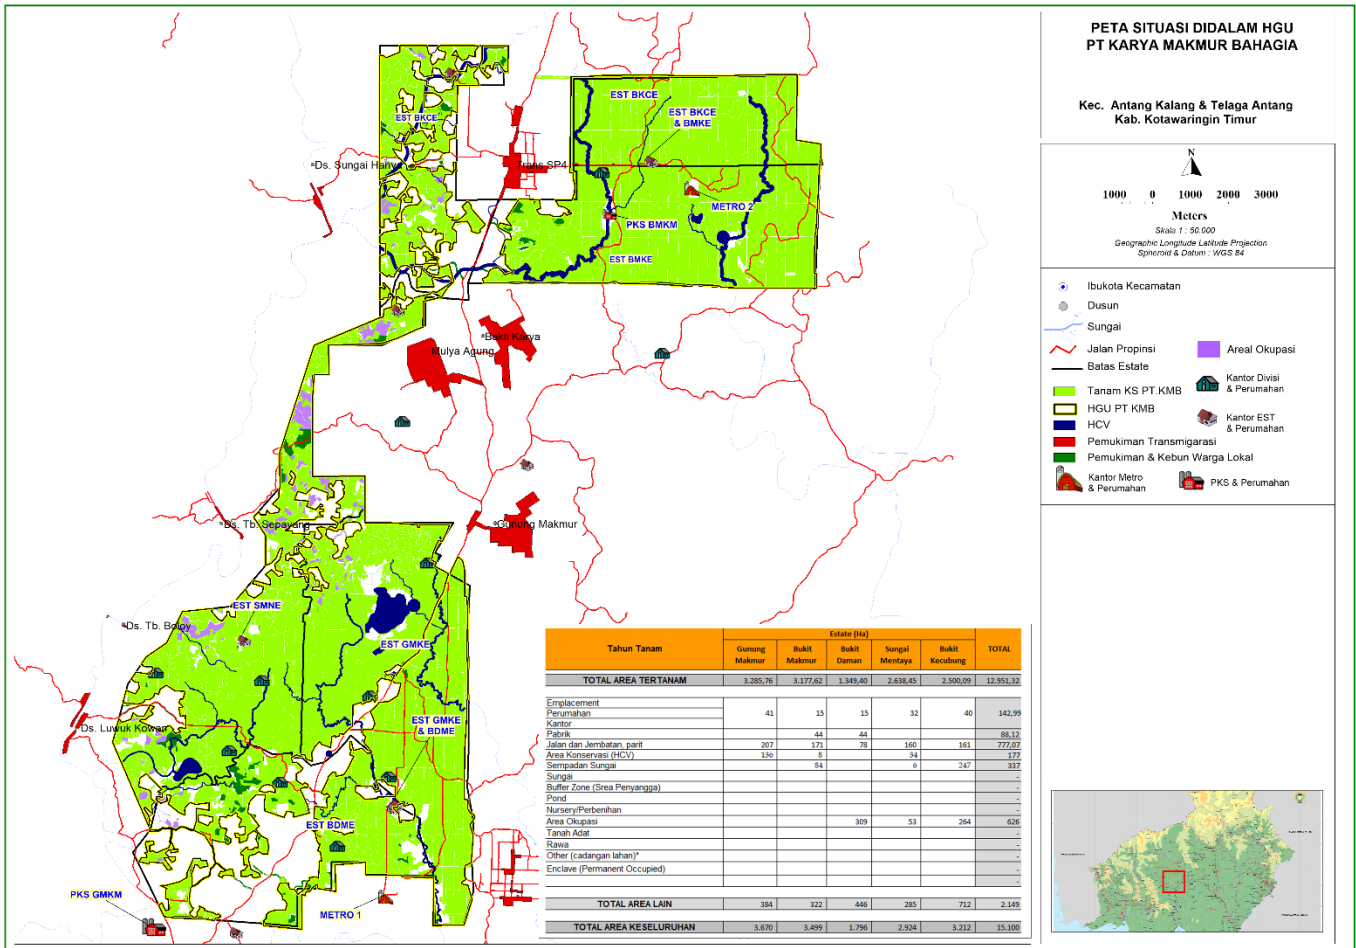 PETA SITUASI DIDALAM HGU
PT KARYA MAKMUR BAHAGIA
Kec. Antang Kalang & Telaga Antang
Kab. Kotawaringin Timur
N
1000 0 1000 2000 3000
Meters
Skala 1 : 50.000
Geographic Longitude Latitude Projection
Spheroid & Datum : WGS 84
Ibukota Kecamatan
Dusun
Sungai
Jalan Propinsi
Areal Okupasi
Batas Estate
Kantor Divisi
& Perumahan
Tanam KS PT.KMB
HGU PT KMB
Kantor EST
& Perumahan
HCV
Pemukiman Transmigarasi
Pemukiman & Kebun Warga Lokal
Kantor Metro
& Perumahan
PKS & Perumahan
EST BKCE
EST BKCE
EST BKCE
& BMKE
Ds. Sungai Hanya
Trans SP4
METRO 2
PKS BMKM
EST BMKE
Bakti Karya
Mulya Agung
Ds. Tb. Sepayang
Gunung Makmur
EST SMNE
Ds. Tb. Boloy
EST GMKE
EST GMKE
& BDME
Ds. Luwuk Kowan
EST BDME
PKS GMKM
METRO 1
Tahun Tanam Estate (Ha) TOTAL
Gunung Makmur Bukit Makmur Bukit Daman Sungai Mentaya Bukit Kecubung
TOTAL AREA TERTANAM 3.285,76 3.177,62 1.349,40 2.638,45 2.500,09 12.951,32
Emplacement
Perumahan 41 15 15 32 40 142,99
Kantor
Pabrik 44 44 88,12
Jalan dan Jembatan, parit 207 171 78 160 161 777,07
Area Konservasi (HCV) 136 8 34 177
Sempadan Sungai 84 6 247 337
Sungai -
Buffer Zone (Srea Penyangga) -
Pond -
Nursery/Perbenihan -
Area Okupasi 309 53 264 626
Tanah Adat -
Rawa -
Other (cadangan lahan)* -
Enclave (Permanent Occupied) -
-
TOTAL AREA LAIN 384 322 446 285 712 2.149
TOTAL AREA KESELURUHAN 3.670 3.499 1.796 2.924 3.212 15.100